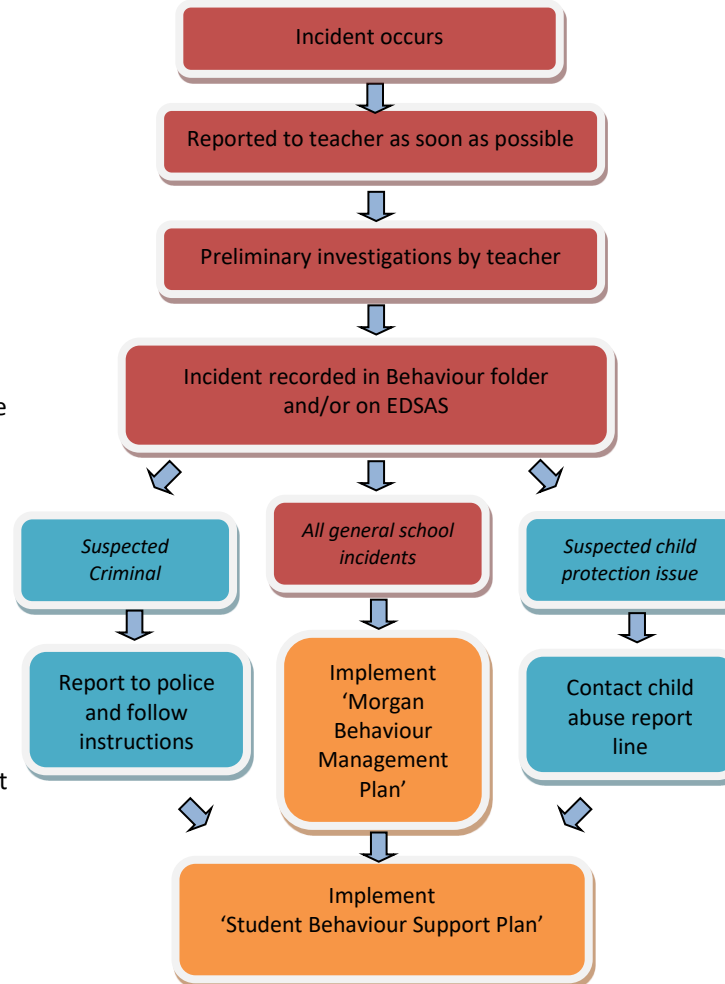 Incident occurs
Reported to teacher as soon as possible
Preliminary investigations by teacher
Incident recorded in Behaviour folder
and/or on EDSAS
e
Suspected
Criminal
All general school
incidents
Suspected child
protection issue
Report to police
and follow
instructions
Implement
‘Morgan
Behaviour
Management
Plan’
Contact child
abuse report
line
t
Implement
‘Student Behaviour Support Plan’